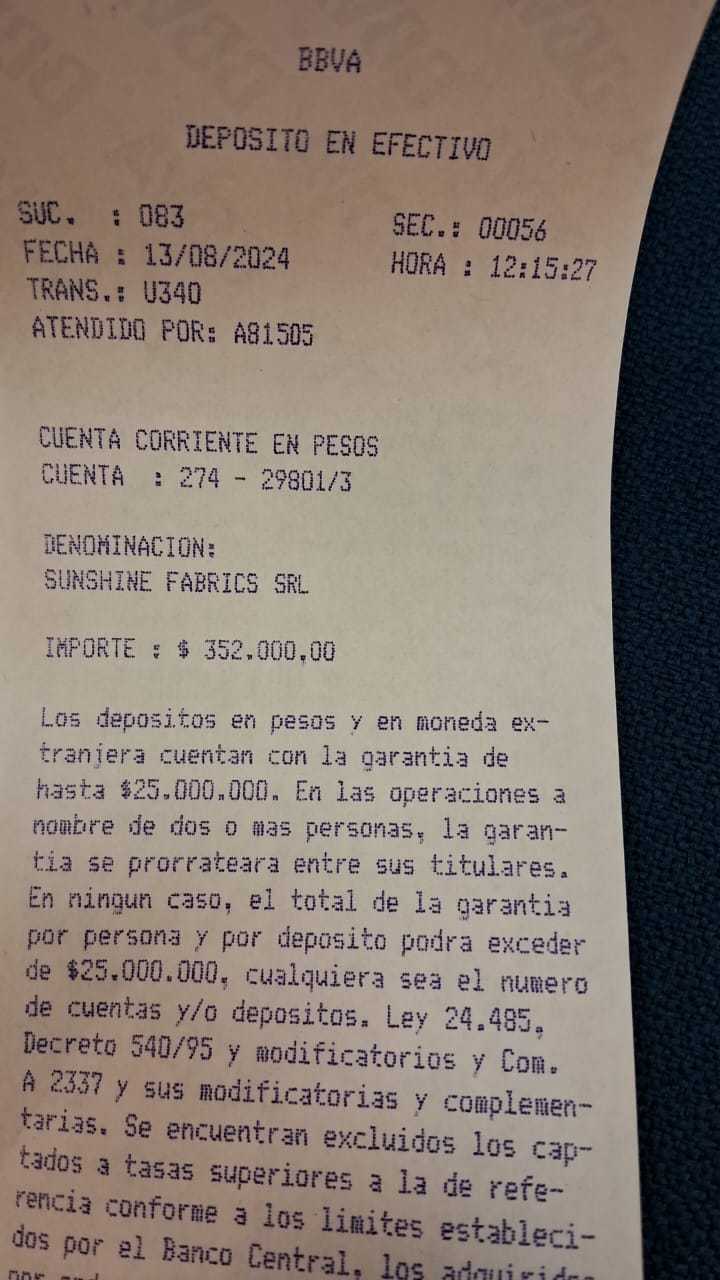 BBVA
DEPOSITO EN EFECTIVO
SUC. : 083 SEC.: 00056
FECHA : 13/08/2024 HORA : 12:15:27
TRANS.: U340
ATENDIDO POR: A81505
CUENTA CORRIENTE EN PESOS
CUENTA : 274 - 29801/3
DENOMINACION:
SUNSHINE FABRICS SRL
IMPORTE : $ 352.000,00
Los depositos en pesos y en moneda ex-
tranjera cuentan con la garantia de
hasta $25.000.000. En las operaciones a
nombre de dos o mas personas, la garan-
tia se prorrateara entre sus titulares.
En ningun caso, el total de la garantia
por persona y por deposito podra exceder
de $25.000.000, cualquiera sea el numero
de cuentas y/o depositos. Ley 24.485,
Decreto 540/95 y modificatorios y Com.
A 2337 y sus modificatorias y complemen-
tarias. Se encuentran excluidos los cap-
tados a tasas superiores a la de refe-
rencia conforme a los limites estableci-
dos por el Banco Central, los adquiridos